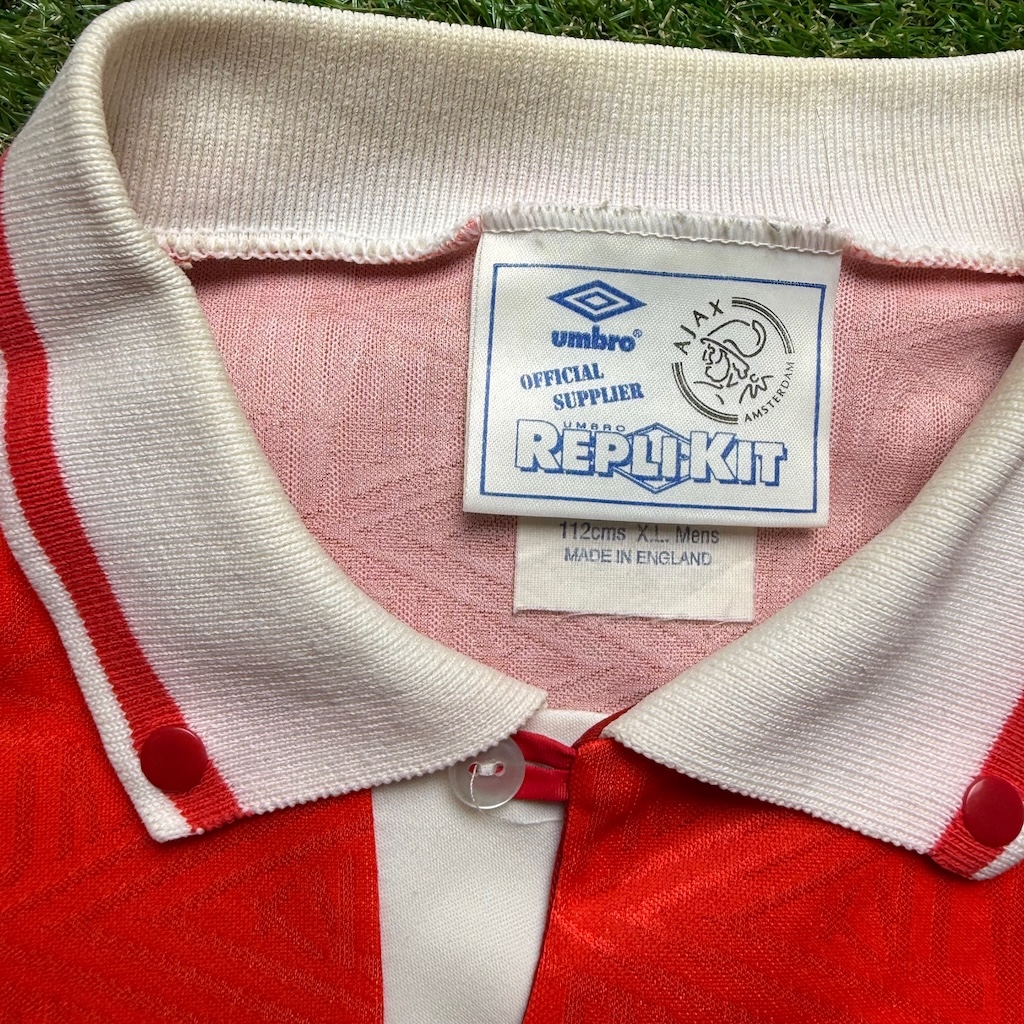 umbro®
OFFICIAL
SUPPLIER
AJAX
AMSTERDAM
UMBRO
REPLI-KIT
112cms X.L. Mens
MADE IN ENGLAND